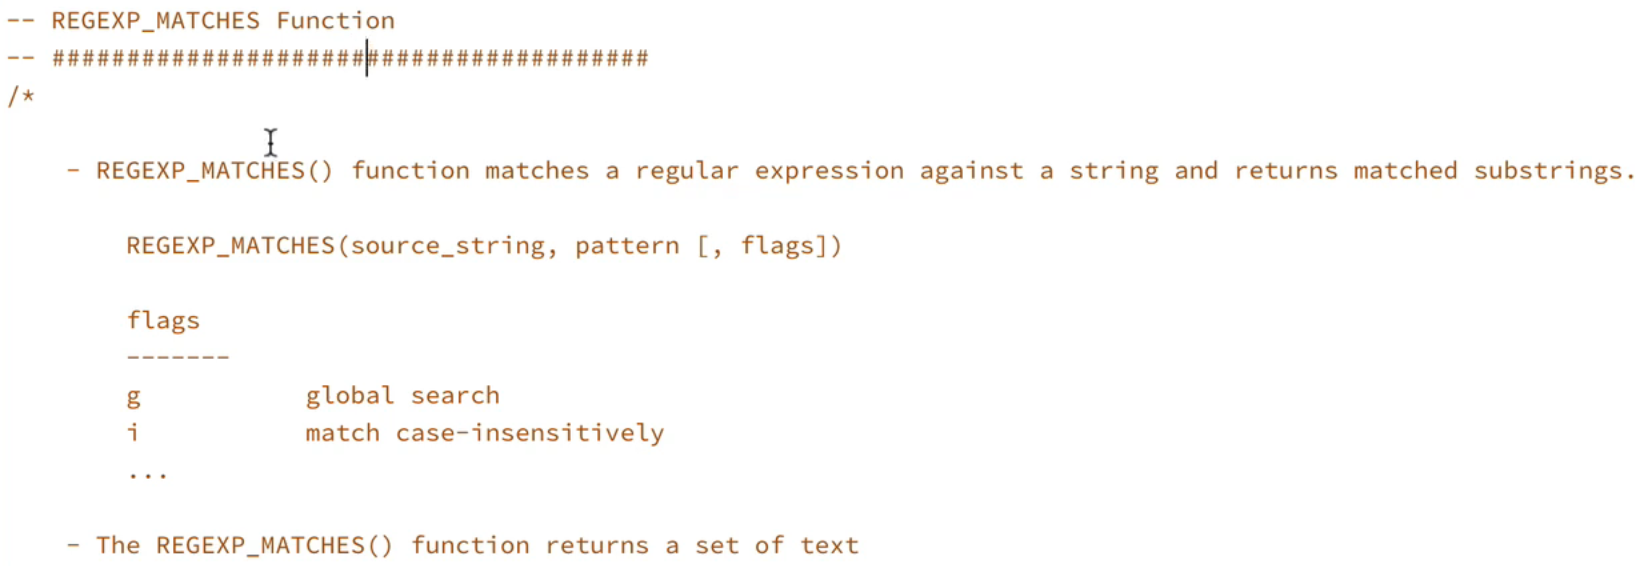 -- REGEXP_MATCHES Function
-- ########################################
/*
- REGEXP_MATCHES() function matches a regular expression against a string and returns matched substrings.
REGEXP_MATCHES(source_string, pattern [, flags])
flags
-------
g global search
i match case-insensitively
...
- The REGEXP_MATCHES() function returns a set of text